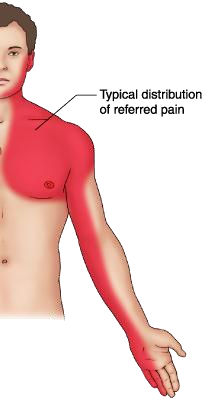 Typical distribution
of referred pain